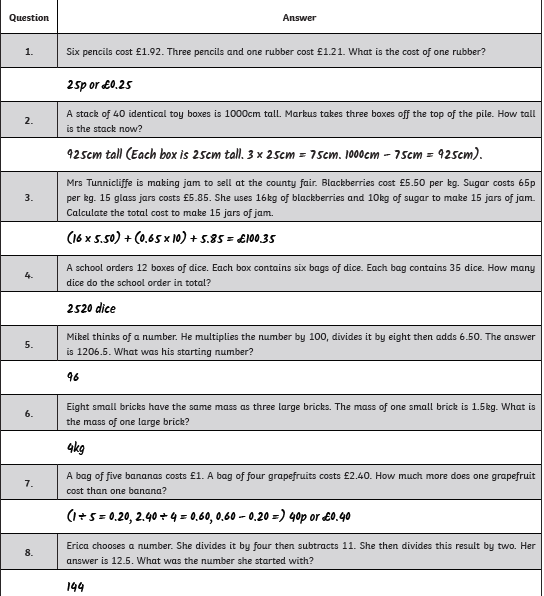 Question Answer
1. Six pencils cost £1.92. Three pencils and one rubber cost £1.21. What is the cost of one rubber?
25p or £0.25
2. A stack of 40 identical toy boxes is 1000cm tall. Markus takes three boxes off the top of the pile. How tall
is the stack now?
925cm tall (Each box is 25cm tall. 3 x 25cm = 75cm. 1000cm – 75cm = 925cm).
3. Mrs Tunnicliffe is making jam to sell at the county fair. Blackberries cost £5.50 per kg. Sugar costs 65p
per kg. 15 glass jars costs £5.85. She uses 16kg of blackberries and 10kg of sugar to make 15 jars of jam.
Calculate the total cost to make 15 jars of jam.
(16 x 5.50) + (0.65 x 10) + 5.85 = £100.35
4. A school orders 12 boxes of dice. Each box contains six bags of dice. Each bag contains 35 dice. How many
dice do the school order in total?
2520 dice
5. Mikel thinks of a number. He multiplies the number by 100, divides it by eight then adds 6.50. The answer
is 1206.5. What was his starting number?
96
6. Eight small bricks have the same mass as three large bricks. The mass of one small brick is 1.5kg. What is
the mass of one large brick?
4kg
7. A bag of five bananas costs £1. A bag of four grapefruits costs £2.40. How much more does one grapefruit
cost than one banana?
(1 ÷ 5 = 0.20, 2.40 ÷ 4 = 0.60, 0.60 – 0.20 =) 40p or £0.40
8. Erica chooses a number. She divides it by four then subtracts 11. She then divides this result by two. Her
answer is 12.5. What was the number she started with?
144